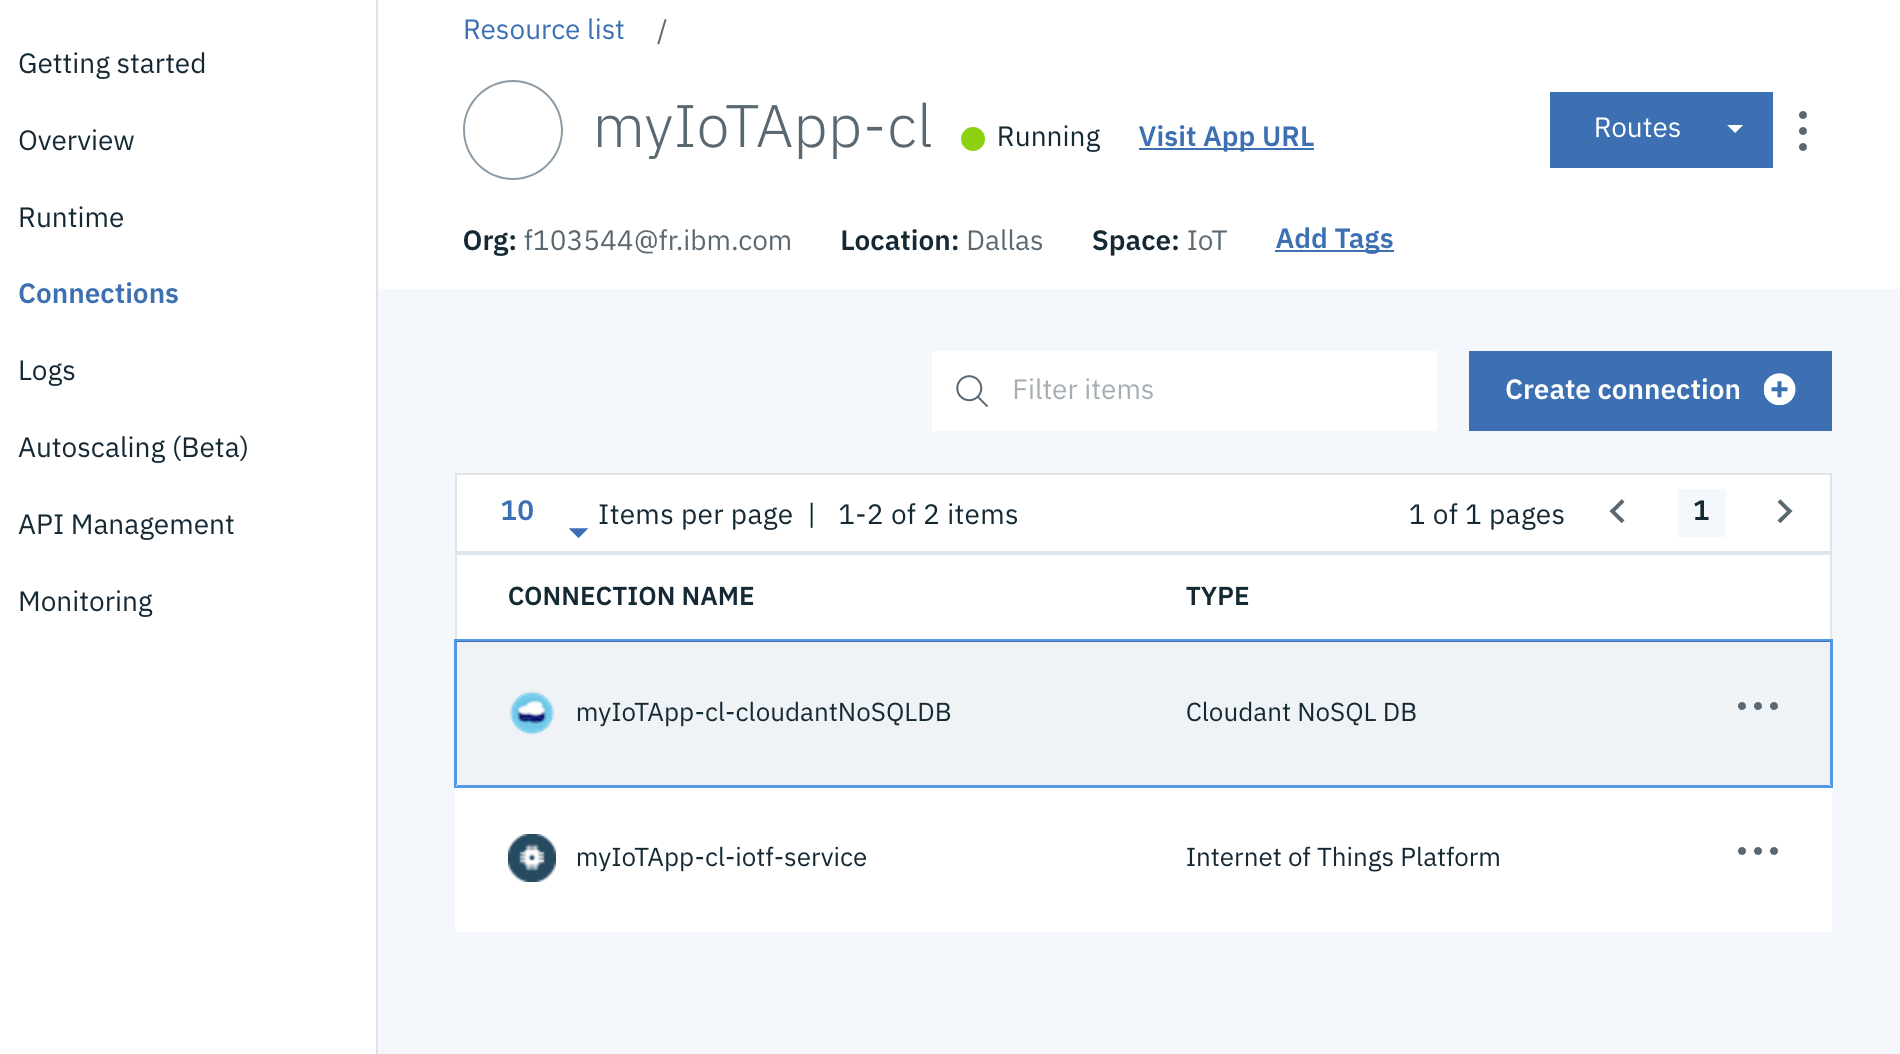 Getting started
Overview
Runtime
Connections
Logs
Autoscaling (Beta)
API Management
Monitoring
Resource list /
myIoTApp-cl Running Visit App URL
Routes
Org: f103544@fr.ibm.com Location: Dallas Space: IoT Add Tags
Filter items
Create connection
10 Items per page | 1-2 of 2 items 1 of 1 pages 1
CONNECTION NAME TYPE
myIoTApp-cl-cloudantNoSQLDB Cloudant NoSQL DB
myIoTApp-cl-iotf-service Internet of Things Platform